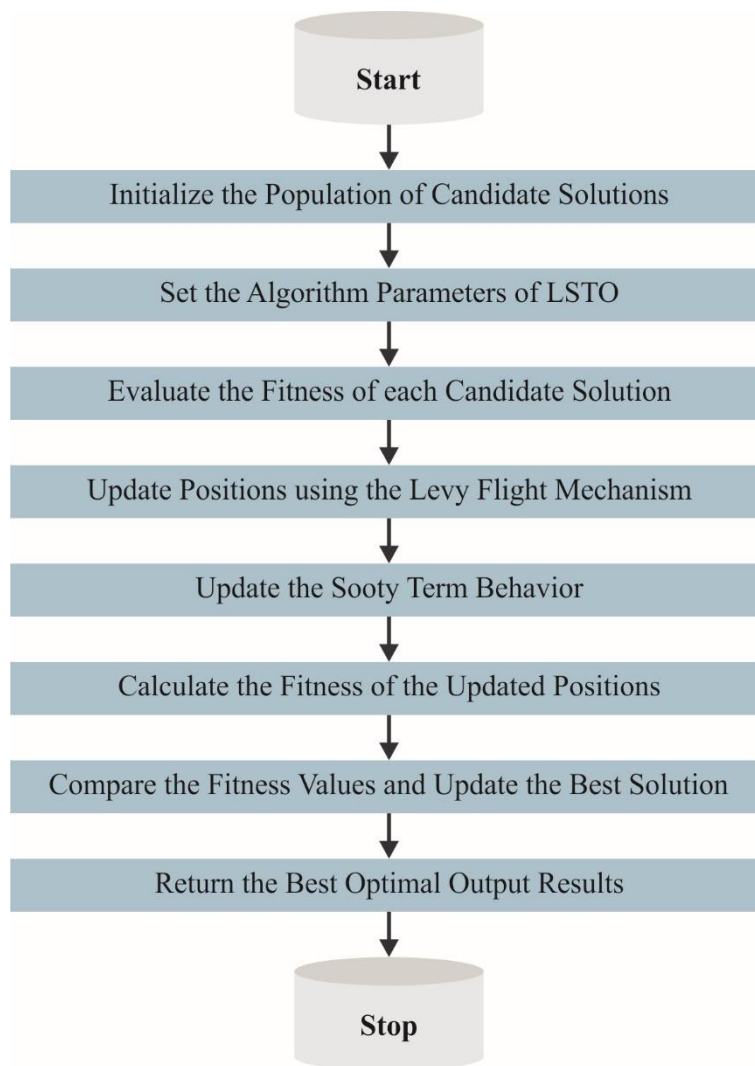 Start
Initialize the Population of Candidate Solutions
Set the Algorithm Parameters of LSTO
Evaluate the Fitness of each Candidate Solution
Update Positions using the Levy Flight Mechanism
Update the Sooty Term Behavior
Calculate the Fitness of the Updated Positions
Compare the Fitness Values and Update the Best Solution
Return the Best Optimal Output Results
Stop